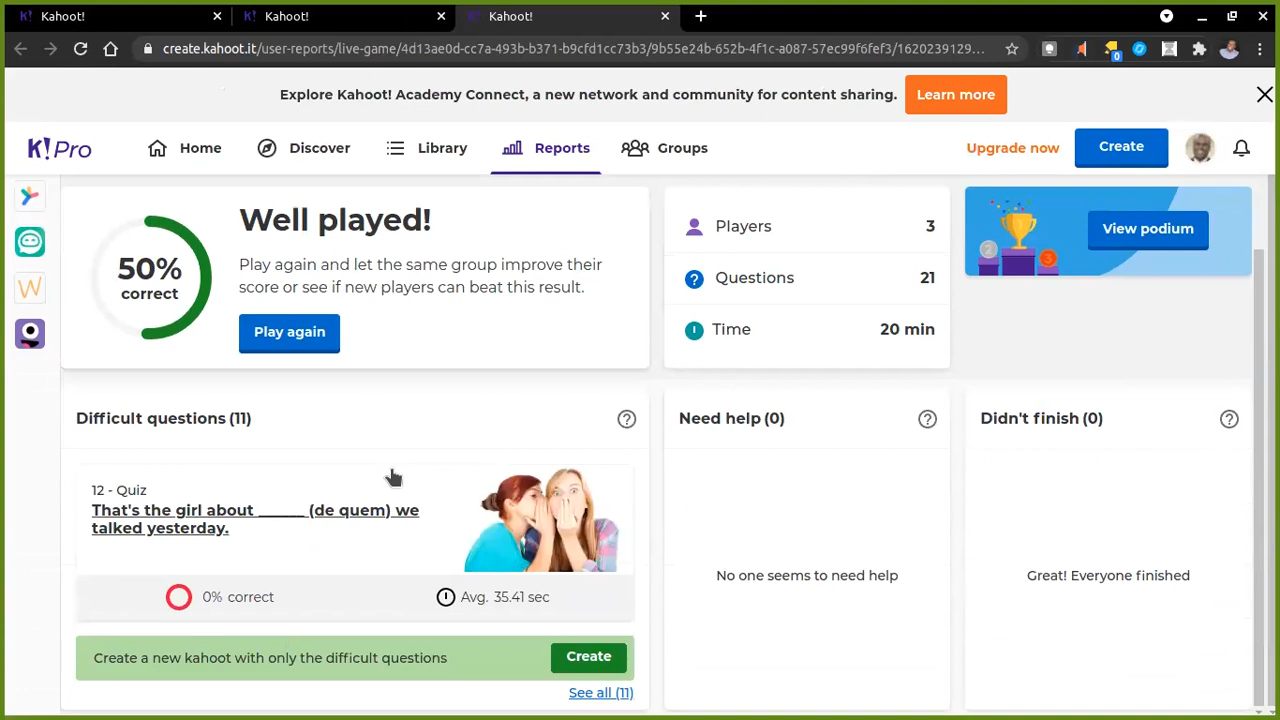 Kahoot!
Kahoot!
Kahoot!
create.kahoot.it/user-reports/live-game/4d13ae0d-cc7a-493b-b371-b9cfd1cc73b3/9b55e24b-652b-4f1c-a087-57ec99f6fef3/1620239129...
0
Explore Kahoot! Academy Connect, a new network and community for content sharing.
Learn more
K! Pro
Home
Discover
Library
Reports
Groups
Upgrade now
Create
50%
correct
Well played!
Play again and let the same group improve their
score or see if new players can beat this result.
Play again
Players 3
Questions 21
Time 20 min
2
3
View podium
Difficult questions (11)
12 - Quiz
That's the girl about ______ (de quem) we
talked yesterday.
0% correct
Avg. 35.41 sec
Create a new kahoot with only the difficult questions
Create
See all (11)
Need help (0)
No one seems to need help
Didn't finish (0)
Great! Everyone finished